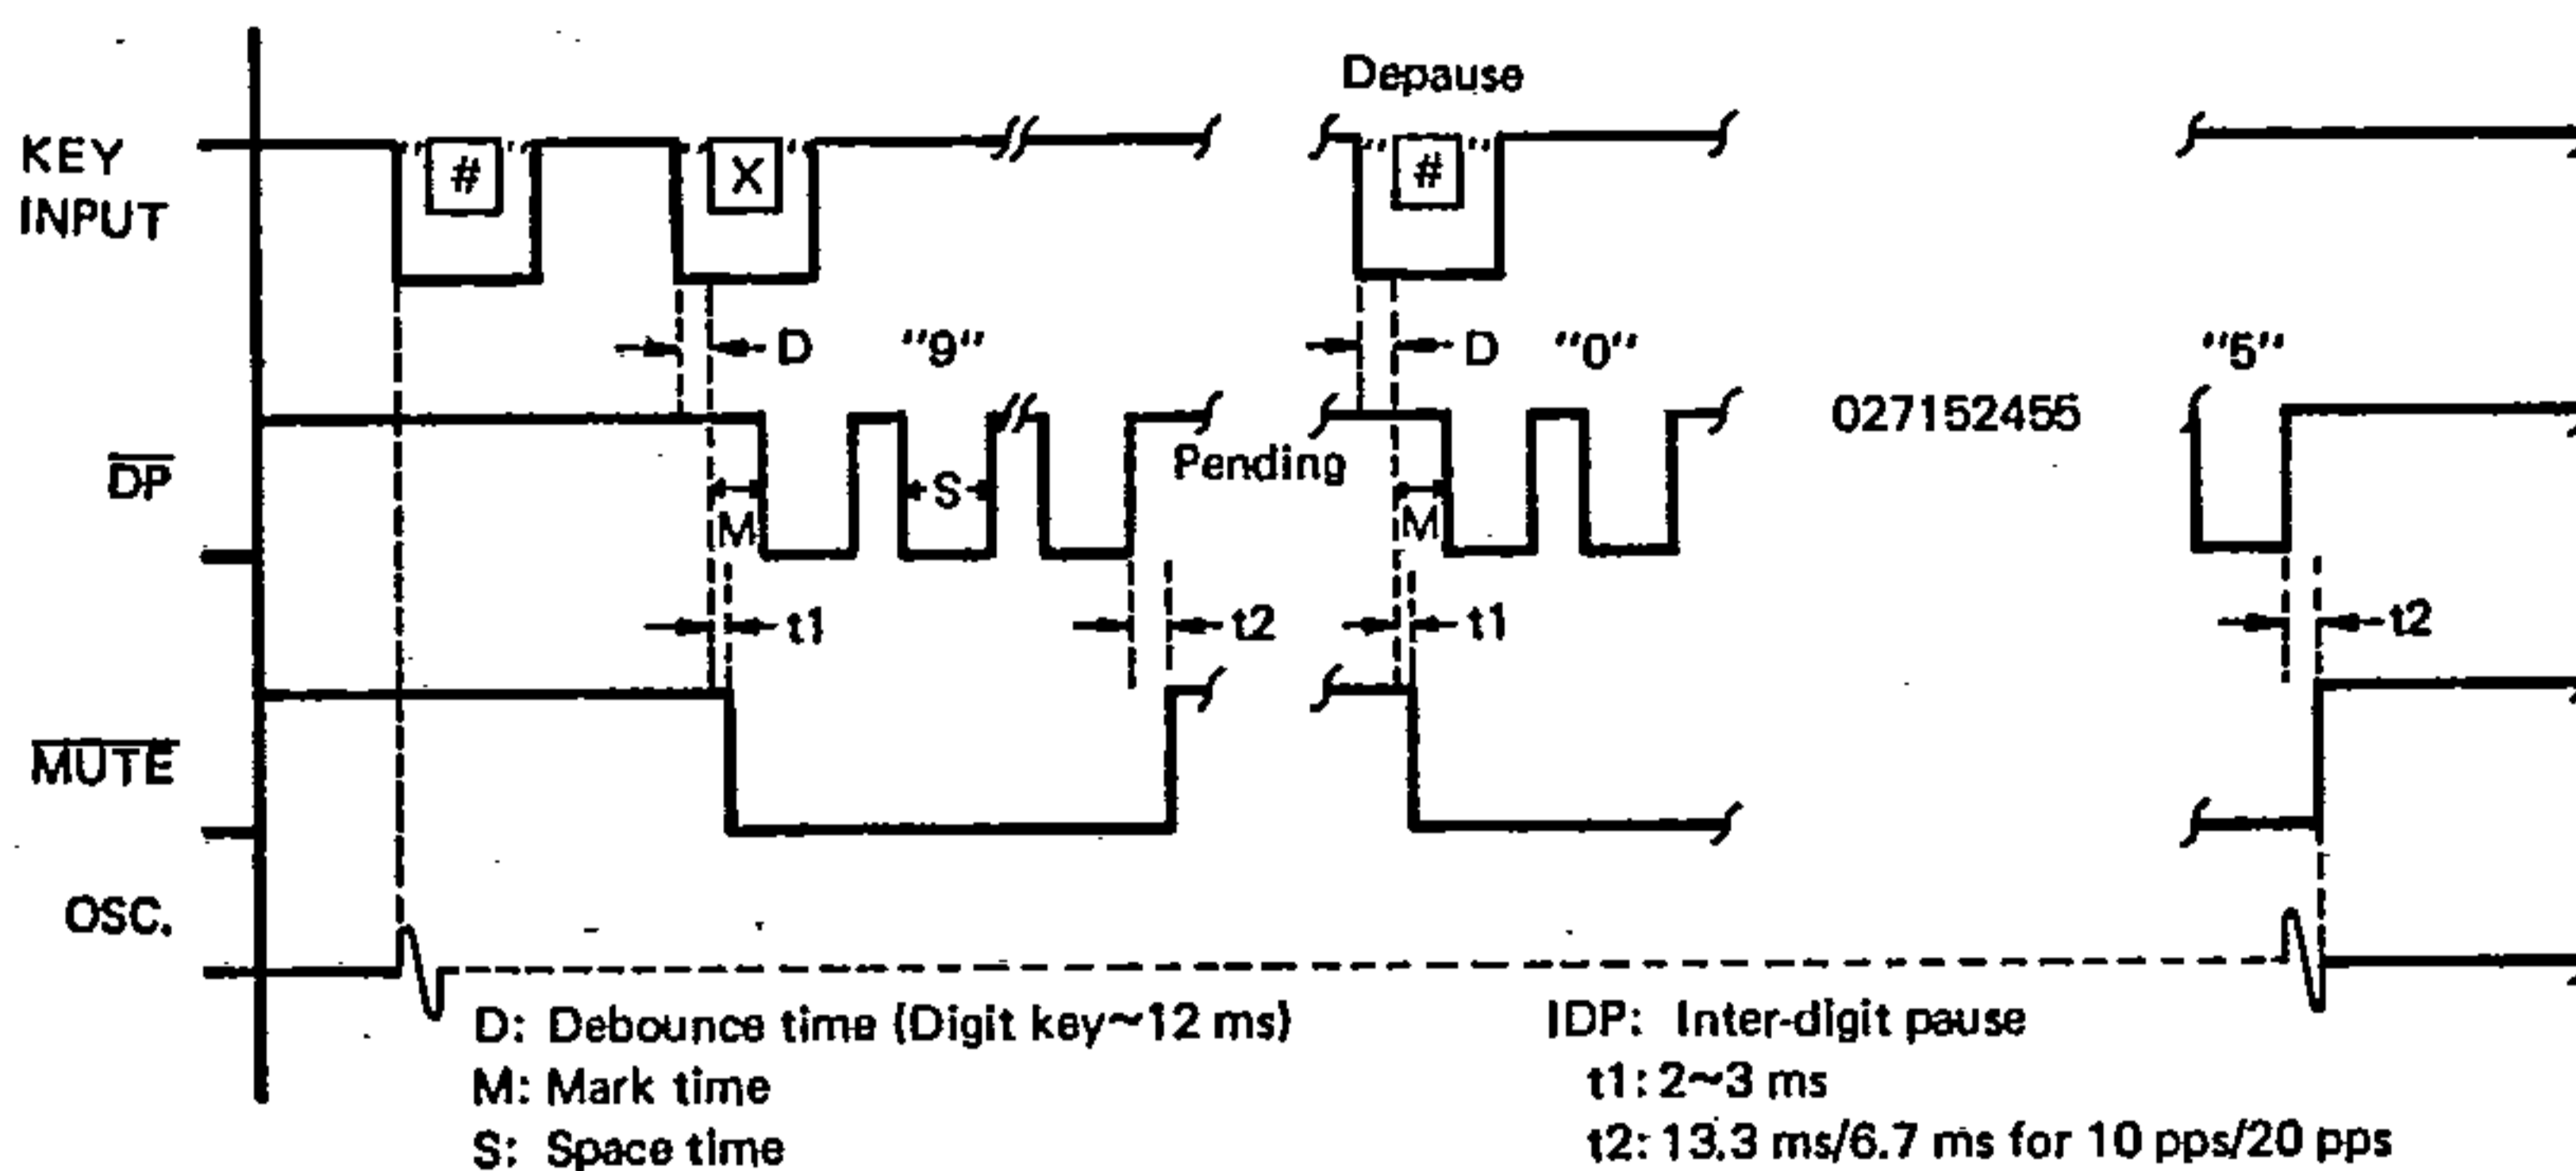 Depause
KEY INPUT
"#" "X" "#"
D "9" D "0" "5"
DP
Pending
027152455
S
M M
t1 t2 t1 t2
MUTE
OSC.
D: Debounce time (Digit key~12 ms)
M: Mark time
S: Space time
IDP: Inter-digit pause
t1: 2~3 ms
t2: 13.3 ms/6.7 ms for 10 pps/20 pps